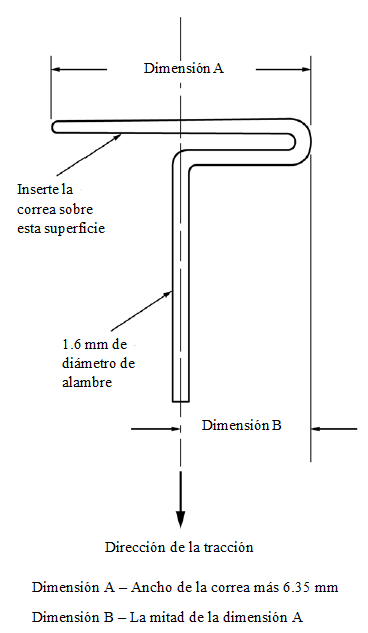 Dimensión A
Inserte la
correa sobre
esta superficie
1.6 mm de
diámetro de
alambre
Dimensión B
Dirección de la tracción
Dimensión A – Ancho de la correa más 6.35 mm
Dimensión B – La mitad de la dimensión A